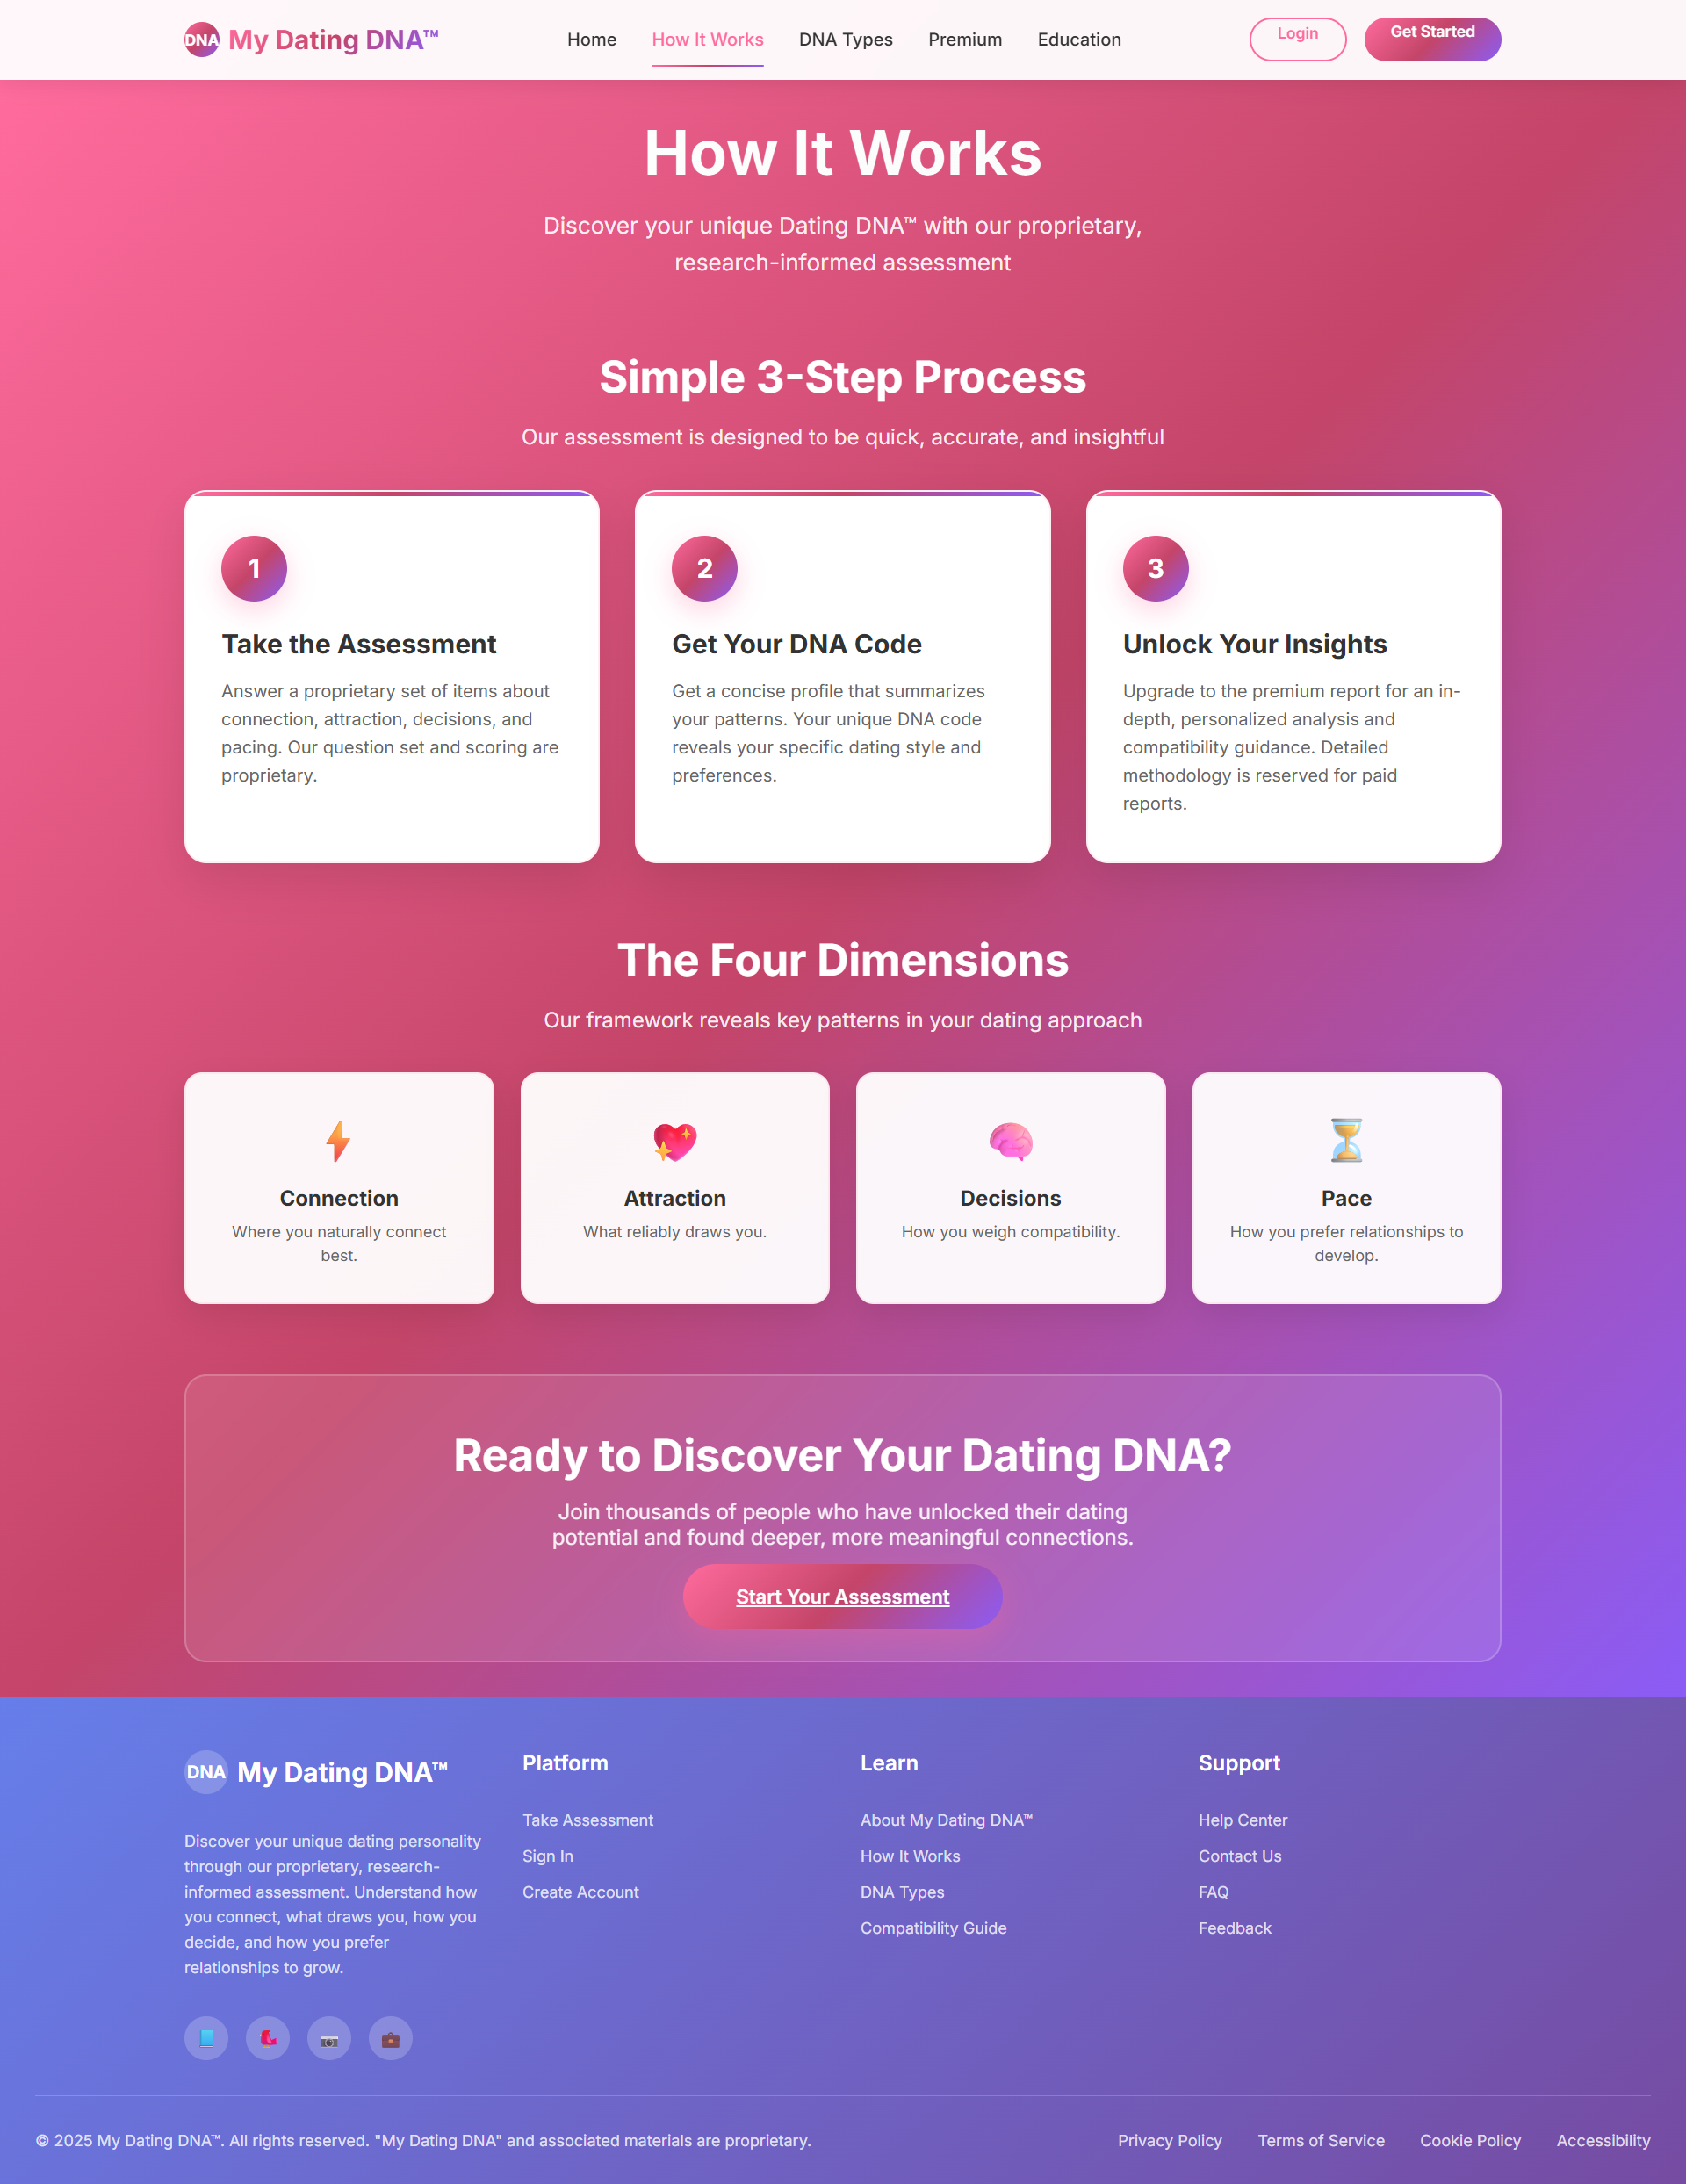 DNA My Dating DNA™
Home How It Works DNA Types Premium Education
Login Get Started
How It Works
Discover your unique Dating DNA™ with our proprietary,
research-informed assessment
Simple 3-Step Process
Our assessment is designed to be quick, accurate, and insightful
1
Take the Assessment
Answer a proprietary set of items about
connection, attraction, decisions, and
pacing. Our question set and scoring are
proprietary.
2
Get Your DNA Code
Get a concise profile that summarizes
your patterns. Your unique DNA code
reveals your specific dating style and
preferences.
3
Unlock Your Insights
Upgrade to the premium report for an in-
depth, personalized analysis and
compatibility guidance. Detailed
methodology is reserved for paid
reports.
The Four Dimensions
Our framework reveals key patterns in your dating approach
Connection
Where you naturally connect
best.
Attraction
What reliably draws you.
Decisions
How you weigh compatibility.
Pace
How you prefer relationships to
develop.
Ready to Discover Your Dating DNA?
Join thousands of people who have unlocked their dating
potential and found deeper, more meaningful connections.
Start Your Assessment
DNA My Dating DNA™
Discover your unique dating personality
through our proprietary, research-
informed assessment. Understand how
you connect, what draws you, how you
decide, and how you prefer
relationships to grow.
Platform
Take Assessment
Sign In
Create Account
Learn
About My Dating DNA™
How It Works
DNA Types
Compatibility Guide
Support
Help Center
Contact Us
FAQ
Feedback
© 2025 My Dating DNA™. All rights reserved. "My Dating DNA" and associated materials are proprietary.
Privacy Policy Terms of Service Cookie Policy Accessibility